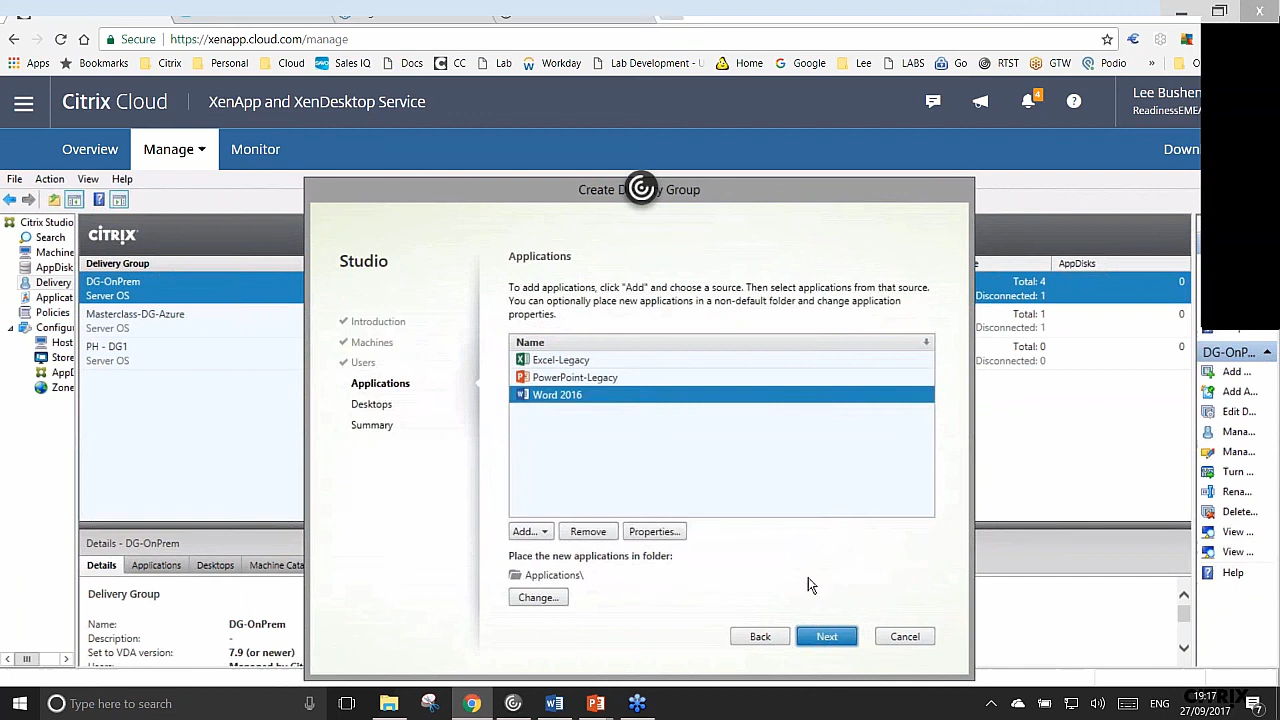 Secure
https://xenapp.cloud.com/manage
Apps
Bookmarks
Citrix
Personal
Cloud
Sales IQ
Docs
CC
Lab
Workday
Lab Development -
Home
Google
Lee
LABS
Go
RTST
GTW
Podio
»
Citrix Cloud
XenApp and XenDesktop Service
4
Lee Bushen
ReadinessEMEA
Overview
Manage
Monitor
Down
File
Action
View
Help
Citrix Studio
Search
Machine
AppDisk
Delivery
Applicat
Policies
Configu
Host
Store
AppD
Zone
CITRIX
Delivery Group
AppDisks
DG-OnPrem
Server OS
Total: 4
Disconnected: 1
0
Masterclass-DG-Azure
Server OS
Total: 1
Disconnected: 1
0
PH - DG1
Server OS
Total: 1
Disconnected: 1
0
Create D
y Group
Studio
Introduction
Machines
Users
Applications
Desktops
Summary
Applications
To add applications, click "Add" and choose a source. Then select applications from that source.
You can optionally place new applications in a non-default folder and change application
properties.
Name
Excel-Legacy
PowerPoint-Legacy
Word 2016
Add...
Remove
Properties...
Place the new applications in folder:
Applications\
Change...
Back
Next
Cancel
DG-OnP...
Add ...
Add A...
Edit D...
Mana...
Mana...
Turn ...
Rena...
Delete...
View ...
View ...
Help
Details - DG-OnPrem
Details
Applications
Desktops
Machine Cata
Delivery Group
Name:
DG-OnPrem
Description:
-
Set to VDA version:
7.9 (or newer)
Type here to search
ENG
19:17
27/09/2017
7
CITRIX